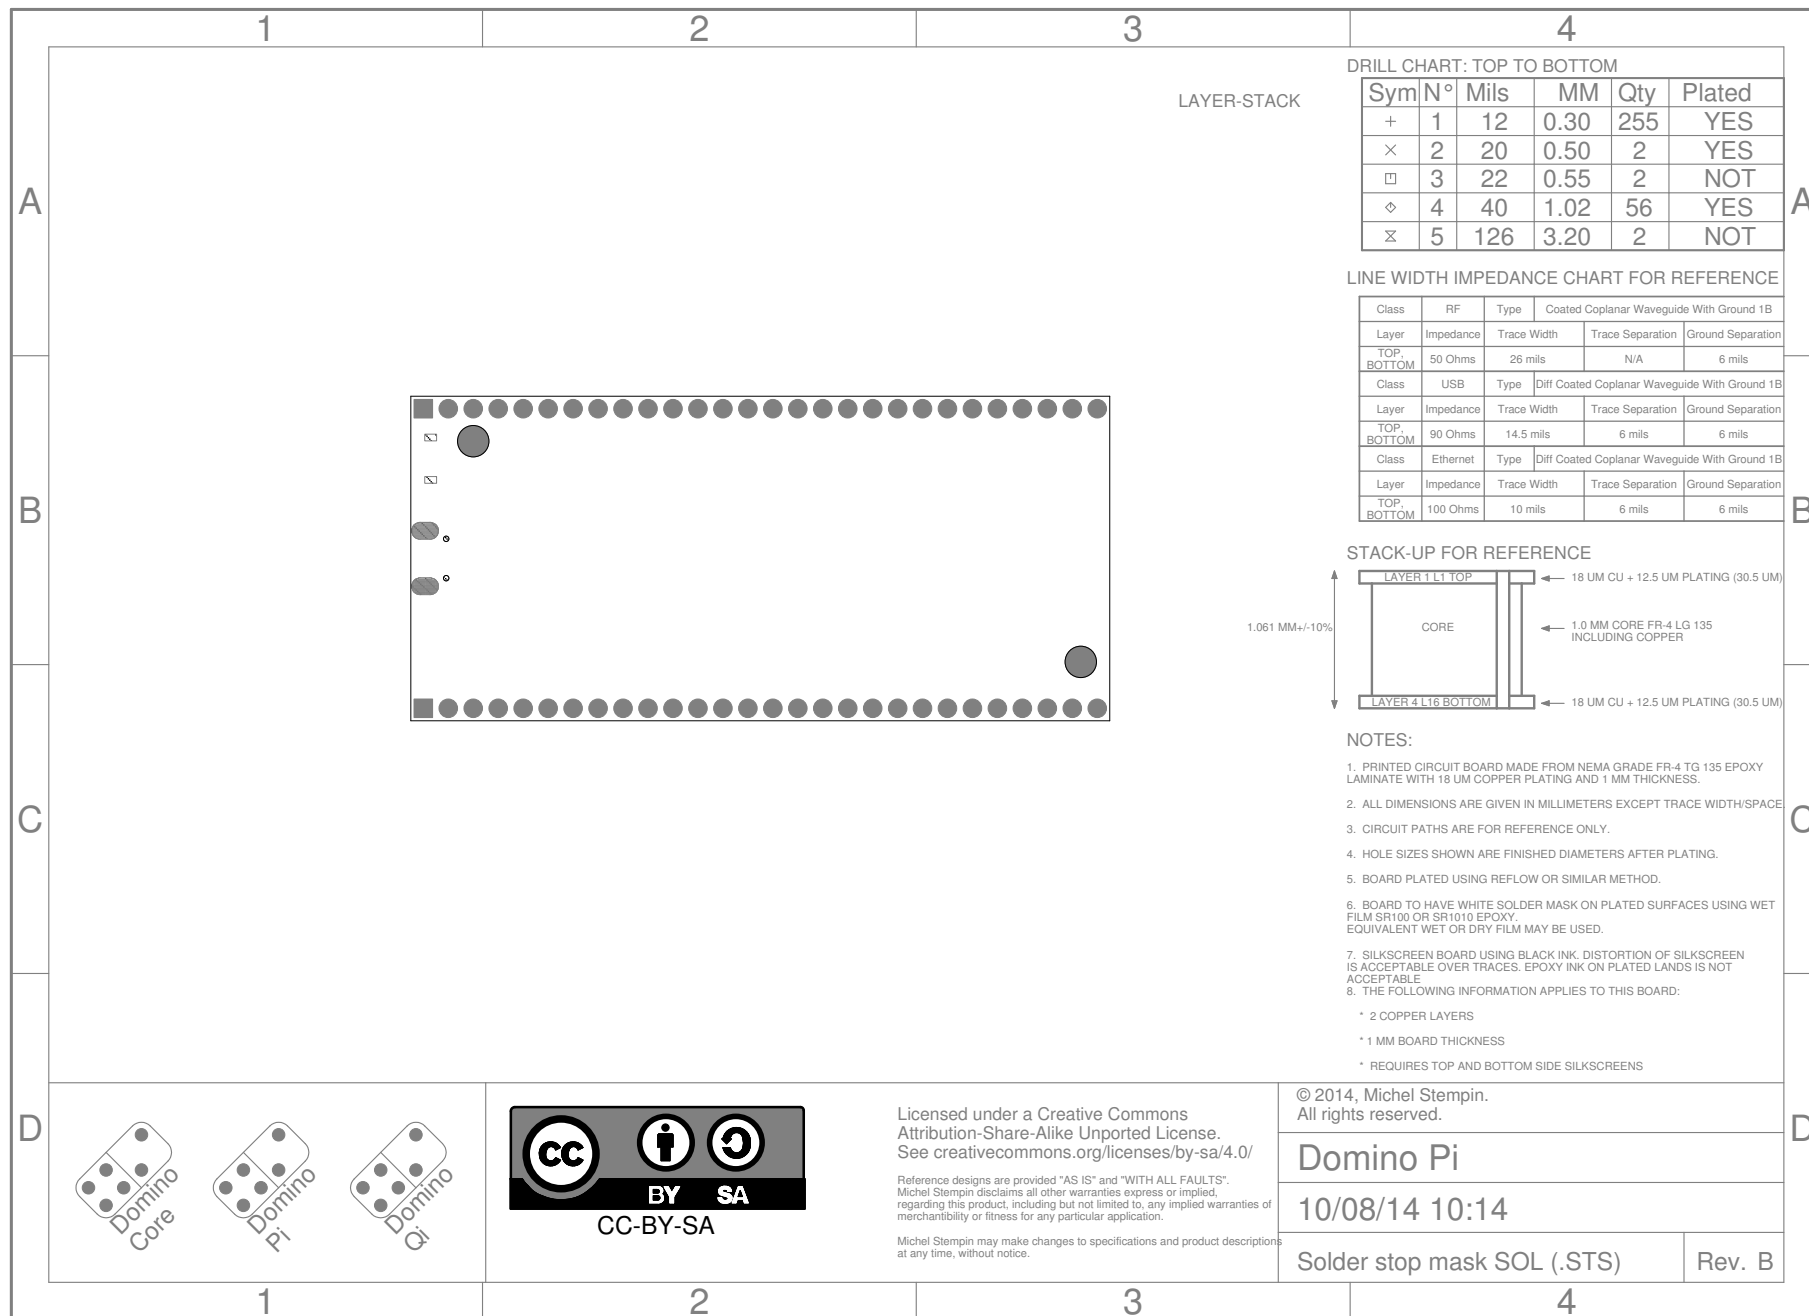 1 2 3 4
DRILL CHART: TOP TO BOTTOM
LAYER-STACK
Sym N° Mils MM Qty Plated
+ 1 12 0.30 255 YES
2 20 0.50 2 YES
3 22 0.55 2 NOT
4 40 1.02 56 YES
5 126 3.20 2 NOT
A A
LINE WIDTH IMPEDANCE CHART FOR REFERENCE
Class RF Type Coated Coplanar Waveguide With Ground 1B
Layer Impedance Trace Width Trace Separation Ground Separation
TOP, BOTTOM 50 Ohms 26 mils N/A 6 mils
Class USB Type Diff Coated Coplanar Waveguide With Ground 1B
Layer Impedance Trace Width Trace Separation Ground Separation
TOP, BOTTOM 90 Ohms 14.5 mils 6 mils 6 mils
Class Ethernet Type Diff Coated Coplanar Waveguide With Ground 1B
Layer Impedance Trace Width Trace Separation Ground Separation
TOP, BOTTOM 100 Ohms 10 mils 6 mils 6 mils
B B
STACK-UP FOR REFERENCE
LAYER 1 L1 TOP
18 UM CU + 12.5 UM PLATING (30.5 UM)
1.061 MM+/-10%
CORE
1.0 MM CORE FR-4 LG 135
INCLUDING COPPER
LAYER 4 L16 BOTTOM
18 UM CU + 12.5 UM PLATING (30.5 UM)
NOTES:
1. PRINTED CIRCUIT BOARD MADE FROM NEMA GRADE FR-4 TG 135 EPOXY
LAMINATE WITH 18 UM COPPER PLATING AND 1 MM THICKNESS.
2. ALL DIMENSIONS ARE GIVEN IN MILLIMETERS EXCEPT TRACE WIDTH/SPACE.
C C
3. CIRCUIT PATHS ARE FOR REFERENCE ONLY.
4. HOLE SIZES SHOWN ARE FINISHED DIAMETERS AFTER PLATING.
5. BOARD PLATED USING REFLOW OR SIMILAR METHOD.
6. BOARD TO HAVE WHITE SOLDER MASK ON PLATED SURFACES USING WET
FILM SR100 OR SR1010 EPOXY.
EQUIVALENT WET OR DRY FILM MAY BE USED.
7. SILKSCREEN BOARD USING BLACK INK. DISTORTION OF SILKSCREEN
IS ACCEPTABLE OVER TRACES. EPOXY INK ON PLATED LANDS IS NOT
ACCEPTABLE
8. THE FOLLOWING INFORMATION APPLIES TO THIS BOARD:
* 2 COPPER LAYERS
* 1 MM BOARD THICKNESS
* REQUIRES TOP AND BOTTOM SIDE SILKSCREENS
D D
Domino
Core
Domino
Pi
Domino
Qi
cc
BY SA
CC-BY-SA
Licensed under a Creative Commons
Attribution-Share-Alike Unported License.
See creativecommons.org/licenses/by-sa/4.0/
Reference designs are provided "AS IS" and "WITH ALL FAULTS".
Michel Stempin disclaims all other warranties express or implied,
regarding this product, including but not limited to, any implied warranties of
merchantibility or fitness for any particular application.
Michel Stempin may make changes to specifications and product descriptions
at any time, without notice.
© 2014, Michel Stempin.
All rights reserved.
Domino Pi
10/08/14 10:14
Solder stop mask SOL (.STS)
Rev. B
1 2 3 4